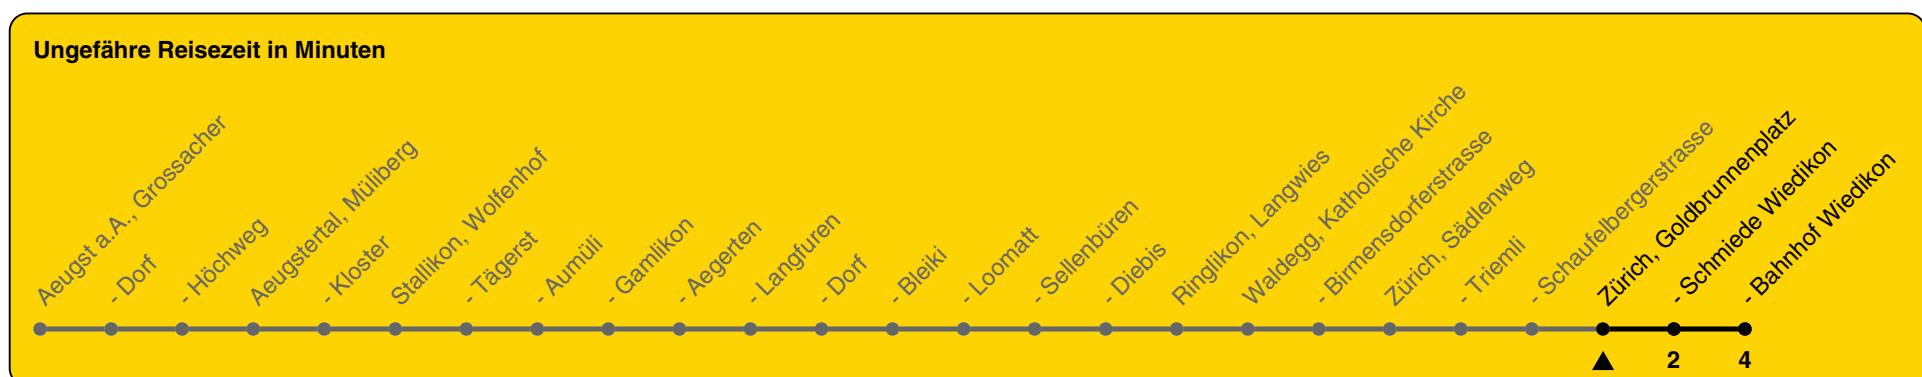 Ungefähre Reisezeit in Minuten
Aeugst a.A., Grossacher
- Dorf
- Höchweg
Aeugstertal, Müliberg
- Kloster
Stallikon, Wolfenhof
- Tägerst
- Aumüli
- Gamlikon
- Aegerten
- Langfuren
- Dorf
- Bleiki
- Loomatt
- Sellenbüren
- Diebis
Ringlikon, Langwies
Waldegg, Katholische Kirche
- Birmensdorferstrasse
Zürich, Sädlenweg
- Triemli
- Schaufelbergerstrasse
Zürich, Goldbrunnenplatz
- Schmiede Wiedikon
- Bahnhof Wiedikon
2 4